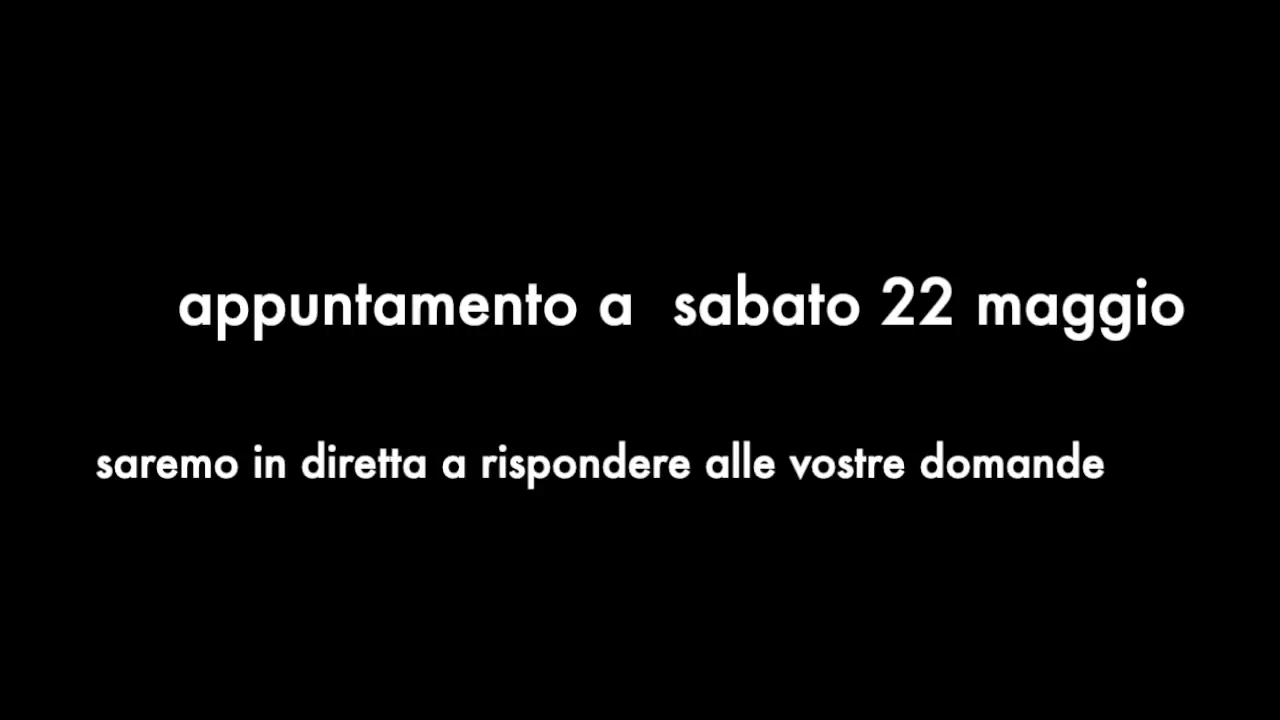 appuntamento a  sabato 22 maggio
saremo in diretta a rispondere alle vostre domande